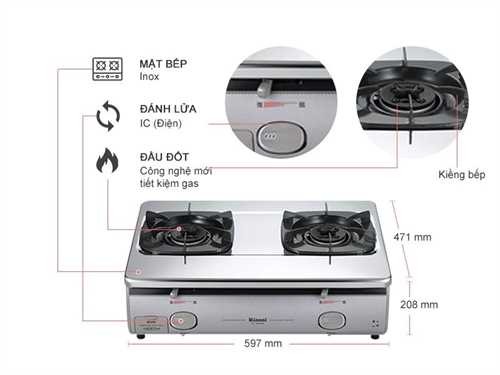 MẶT BẾP
Inox
ĐÁNH LỬA
IC (Điện)
ĐẦU ĐỐT
Công nghệ mới
tiết kiệm gas
Kiềng bếp
471 mm
208 mm
Rinnai
597 mm